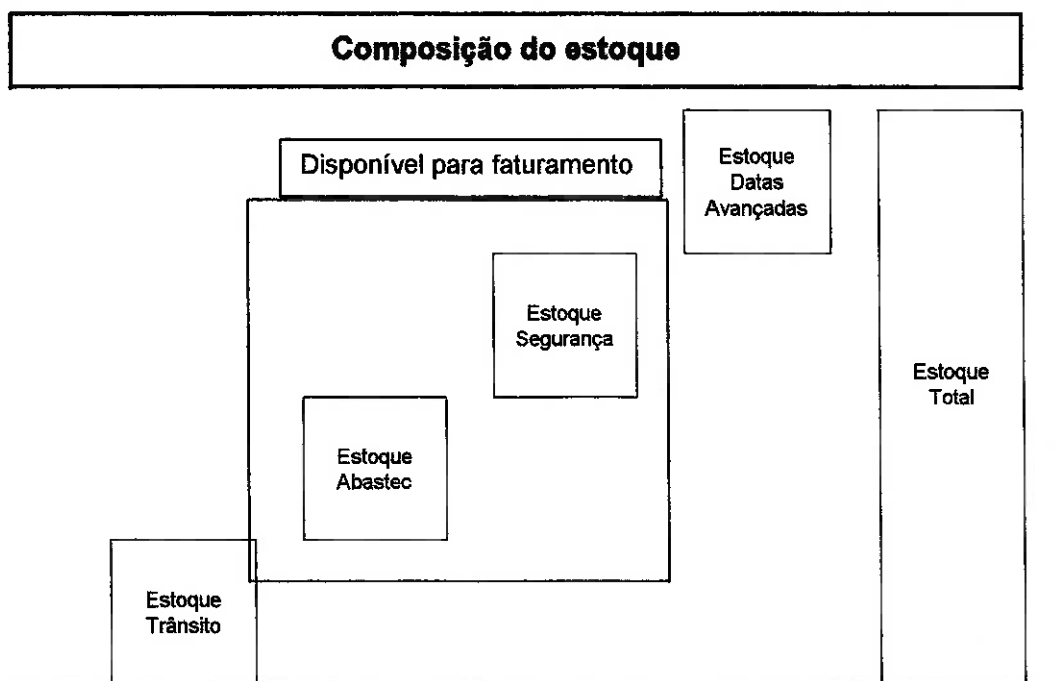 Composição do estoque
Disponível para faturamento
Estoque
Datas
Avançadas
Estoque
Segurança
Estoque
Total
Estoque
Abastec
Estoque
Trânsito